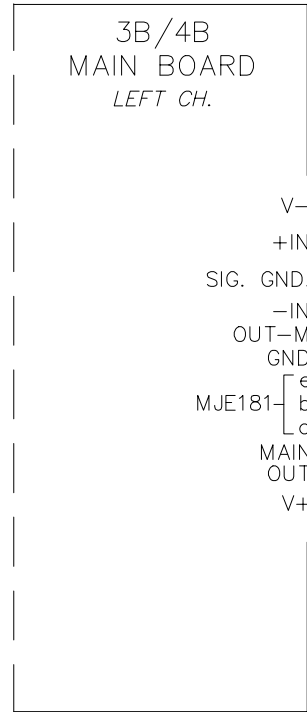 3B/4B
MAIN BOARD
LEFT CH.
V-
+IN
SIG. GND.
-IN
OUT-M
GND
e
MJE181
b
c
MAIN
OUT
V+